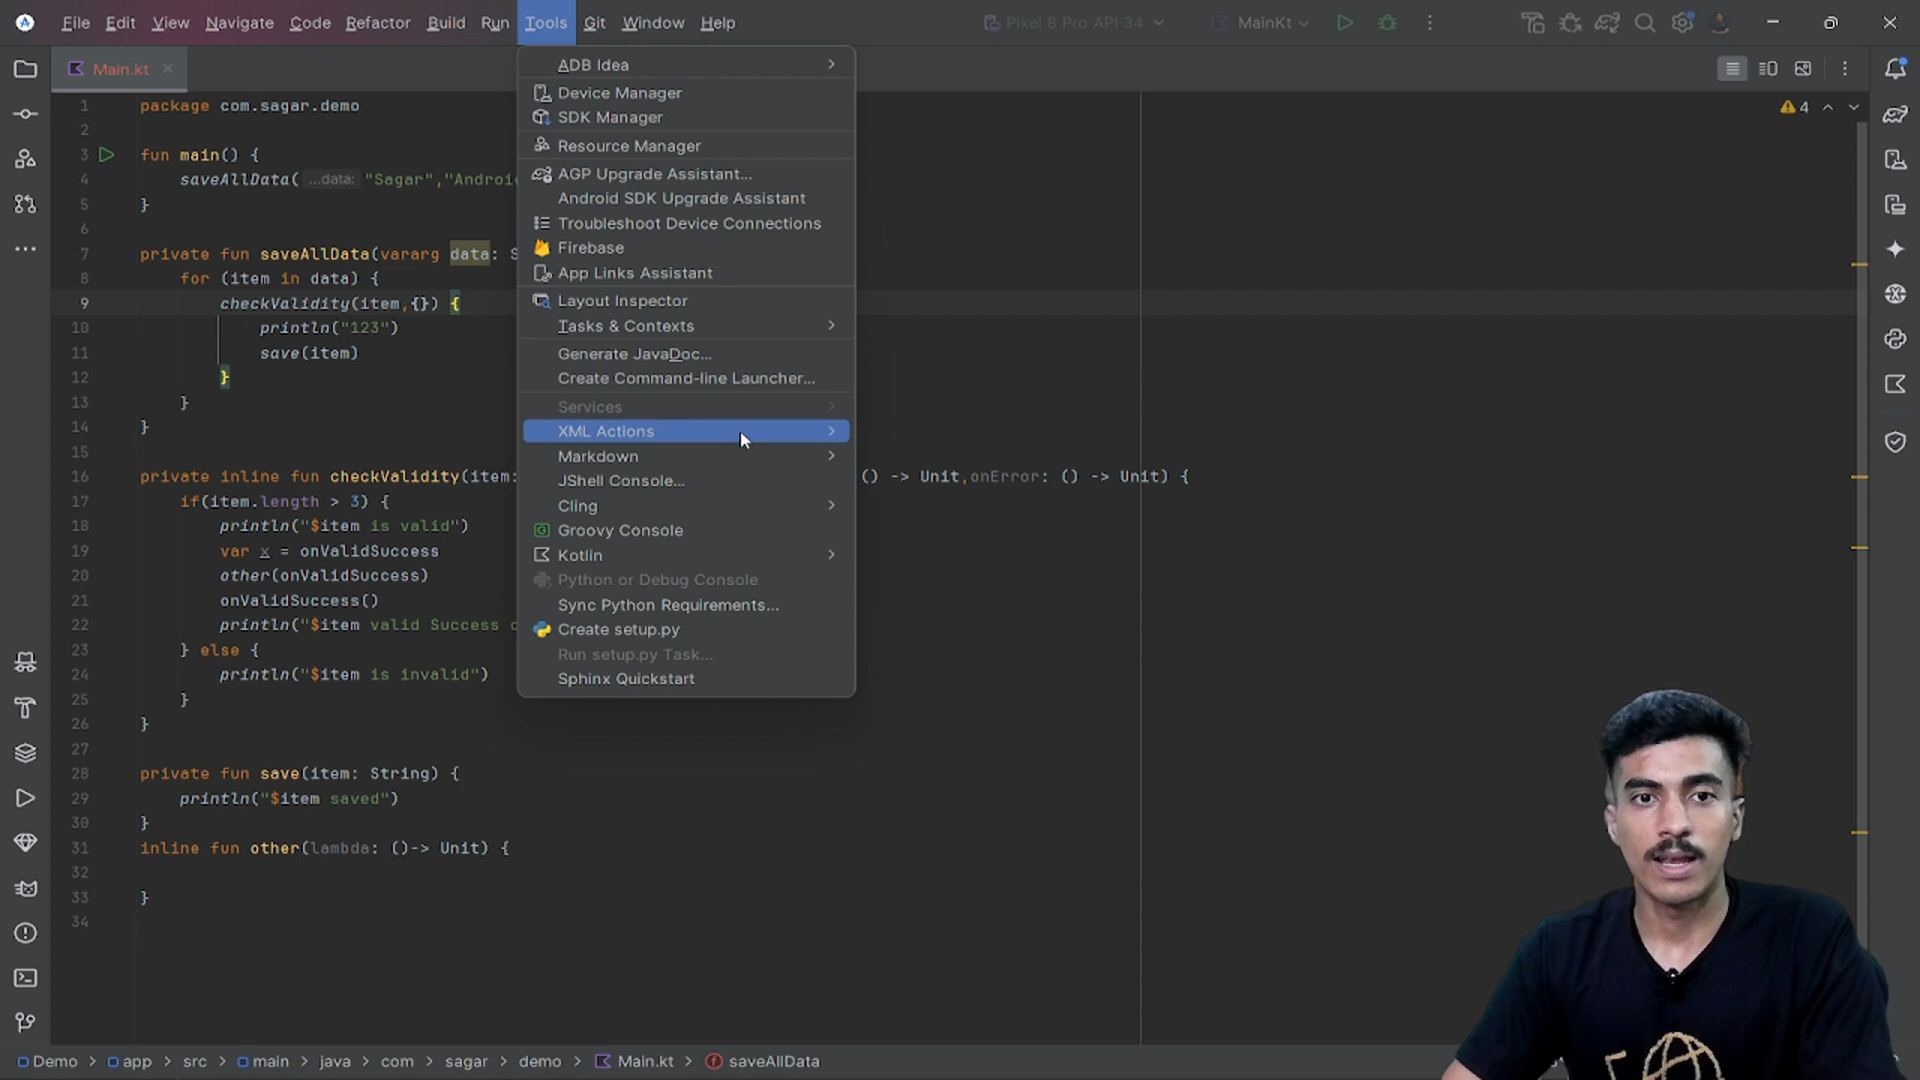 File Edit View Navigate Code Refactor Build Run Tools Git Window Help
Pixel 8 Pro API 34
MainKt
Main.kt
4
1 package com.sagar.demo
2
3 fun main() {
4 saveAllData( ...data: "Sagar","Androi
5 }
6
7 private fun saveAllData(vararg data: S
8 for (item in data) {
9 checkValidity(item,{}) {
10 println("123")
11 save(item)
12 }
13 }
14 }
15
16 private inline fun checkValidity(item: () -> Unit,onError: () -> Unit) {
17 if(item.length > 3) {
18 println("$item is valid")
19 var x = onValidSuccess
20 other(onValidSuccess)
21 onValidSuccess()
22 println("$item valid Success
23 } else {
24 println("$item is invalid")
25 }
26 }
27
28 private fun save(item: String) {
29 println("$item saved")
30 }
31 inline fun other(lambda: ()-> Unit) {
32
33 }
34
ADB Idea
Device Manager
SDK Manager
Resource Manager
AGP Upgrade Assistant...
Android SDK Upgrade Assistant
Troubleshoot Device Connections
Firebase
App Links Assistant
Layout Inspector
Tasks & Contexts
Generate JavaDoc...
Create Command-line Launcher...
Services
XML Actions
Markdown
JShell Console...
Cling
Groovy Console
Kotlin
Python or Debug Console
Sync Python Requirements...
Create setup.py
Run setup.py Task...
Sphinx Quickstart
Demo > app > src > main > java > com > sagar > demo > Main.kt > saveAllData